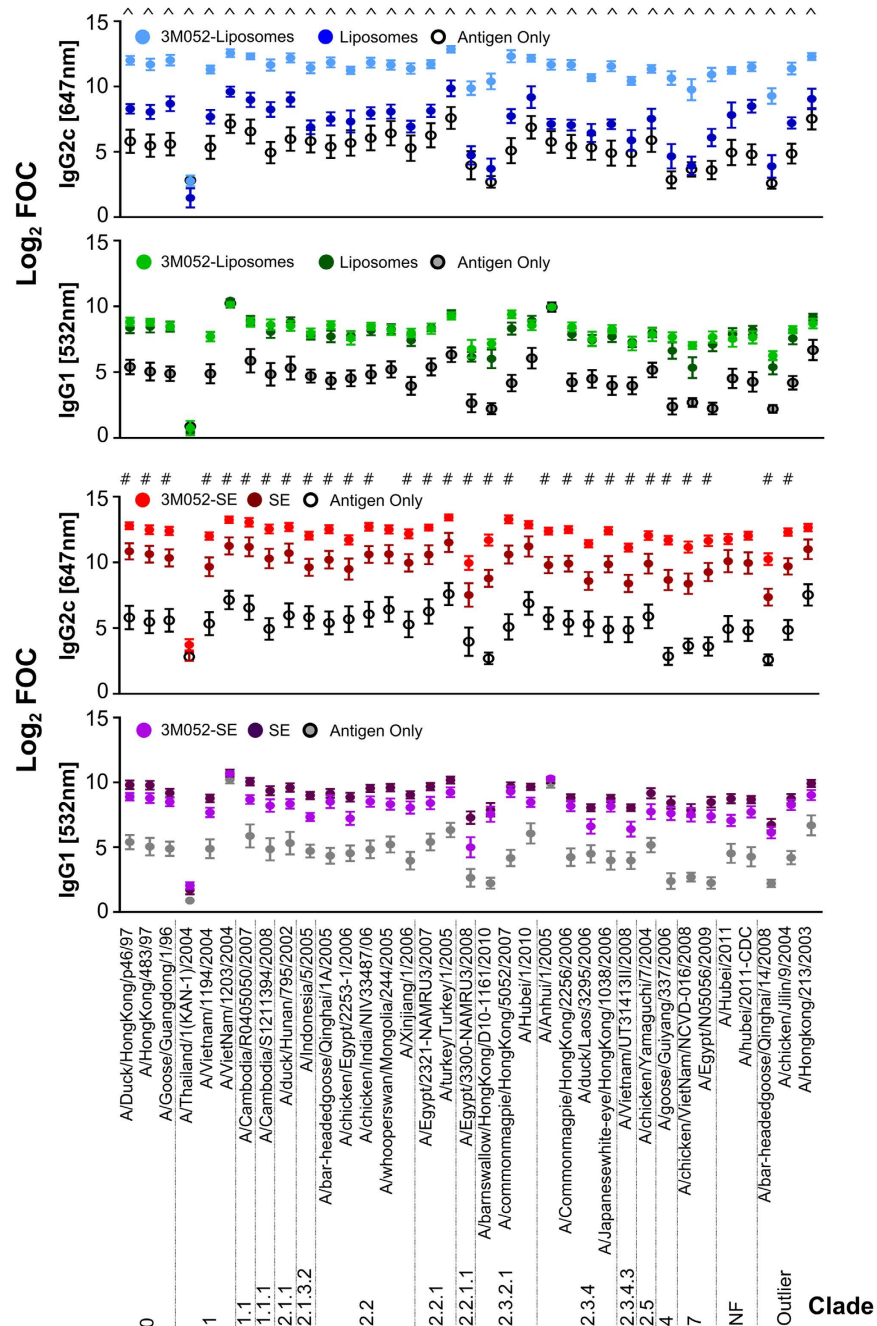 ^ ^ ^ ^ ^ ^ ^ ^ ^ ^ ^ ^ ^ ^ ^ ^ ^ ^ ^ ^ ^ ^ ^ ^ ^ ^ ^ ^ ^ ^ ^ ^ ^ ^ ^
Log2 FOC
IgG2c [647nm]
15
10
5
0
3M052-Liposomes Liposomes Antigen Only
IgG1 [532nm]
15
10
5
0
3M052-Liposomes Liposomes Antigen Only
# # # # # # # # # # # # # # # # # # # # # # # # # # # #
Log2 FOC
IgG2c [647nm]
15
10
5
0
3M052-SE SE Antigen Only
IgG1 [532nm]
15
10
5
0
3M052-SE SE Antigen Only
A/Duck/HongKong/p46/97
A/HongKong/483/97
A/Goose/Guangdong/1/96
A/Thailand/1(KAN-1)/2004
A/Vietnam/1194/2004
A/VietNam/1203/2004
A/Cambodia/R0405050/2007
A/Cambodia/S1211394/2008
A/duck/Hunan/795/2002
A/Indonesia/5/2005
A/bar-headedgoose/Qinghai/1A/2005
A/chicken/Egypt/2253-1/2006
A/chicken/India/NIV33487/06
A/whooperswan/Mongolia/244/2005
A/Xinjiang/1/2006
A/Egypt/2321-NAMRU3/2007
A/turkey/Turkey/1/2005
A/Egypt/3300-NAMRU3/2008
A/barnswallow/HongKong/D10-1161/2010
A/commonmagpie/HongKong/5052/2007
A/Hubei/1/2010
A/Anhui/1/2005
A/Commonmagpie/HongKong/2256/2006
A/duck/Laos/3295/2006
A/Japanesewhite-eye/HongKong/1038/2006
A/Vietnam/UT31413II/2008
A/chicken/Yamaguchi/7/2004
A/goose/Guiyang/337/2006
A/chicken/VietNam/NCVD-016/2008
A/Egypt/N05056/2009
A/Hubei/2011
A/hubei/2011-CDC
A/bar-headedgoose/Qinghai/14/2008
A/chicken/Jilin/9/2004
A/Hongkong/213/2003
0
1
1.1
1.1.1
2.1.1
2.1.3.2
2.2
2.2.1
2.2.1.1
2.3.2.1
2.3.4
2.3.4.3
2.5
4
7
NF
Outlier
Clade